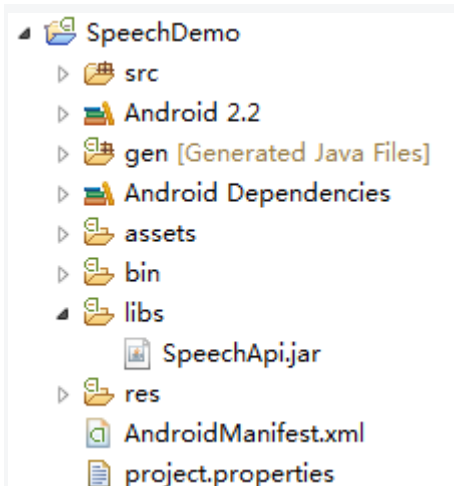 SpeechDemo
src
Android 2.2
gen [Generated Java Files]
Android Dependencies
assets
bin
libs
SpeechApi.jar
res
AndroidManifest.xml
project.properties